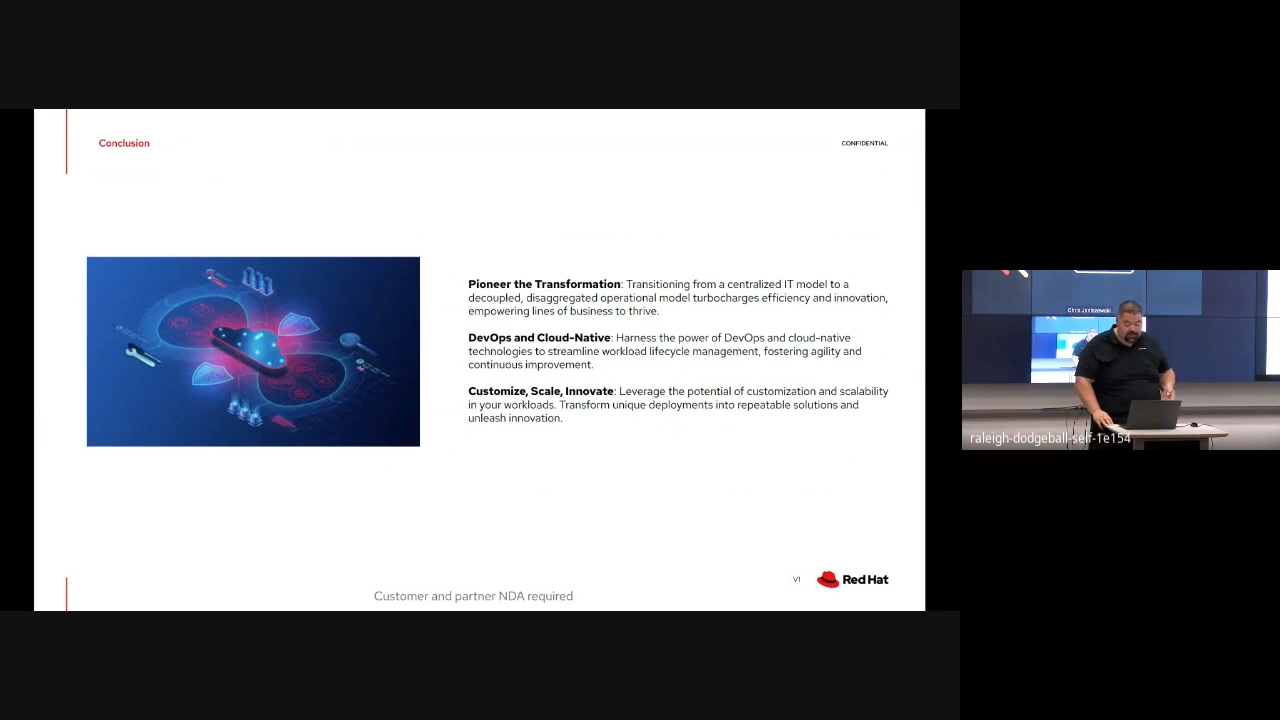 Conclusion
CONFIDENTIAL
Pioneer the Transformation: Transitioning from a centralized IT model to a
decoupled, disaggregated operational model turbocharges efficiency and innovation,
empowering lines of business to thrive.
DevOps and Cloud-Native: Harness the power of DevOps and cloud-native
technologies to streamline workload lifecycle management, fostering agility and
continuous improvement.
Customize, Scale, Innovate: Leverage the potential of customization and scalability
in your workloads. Transform unique deployments into repeatable solutions and
unleash innovation.
V1
Red Hat
Customer and partner NDA required
Chris Janiszewski
raleigh-dodgeball-self-1e154